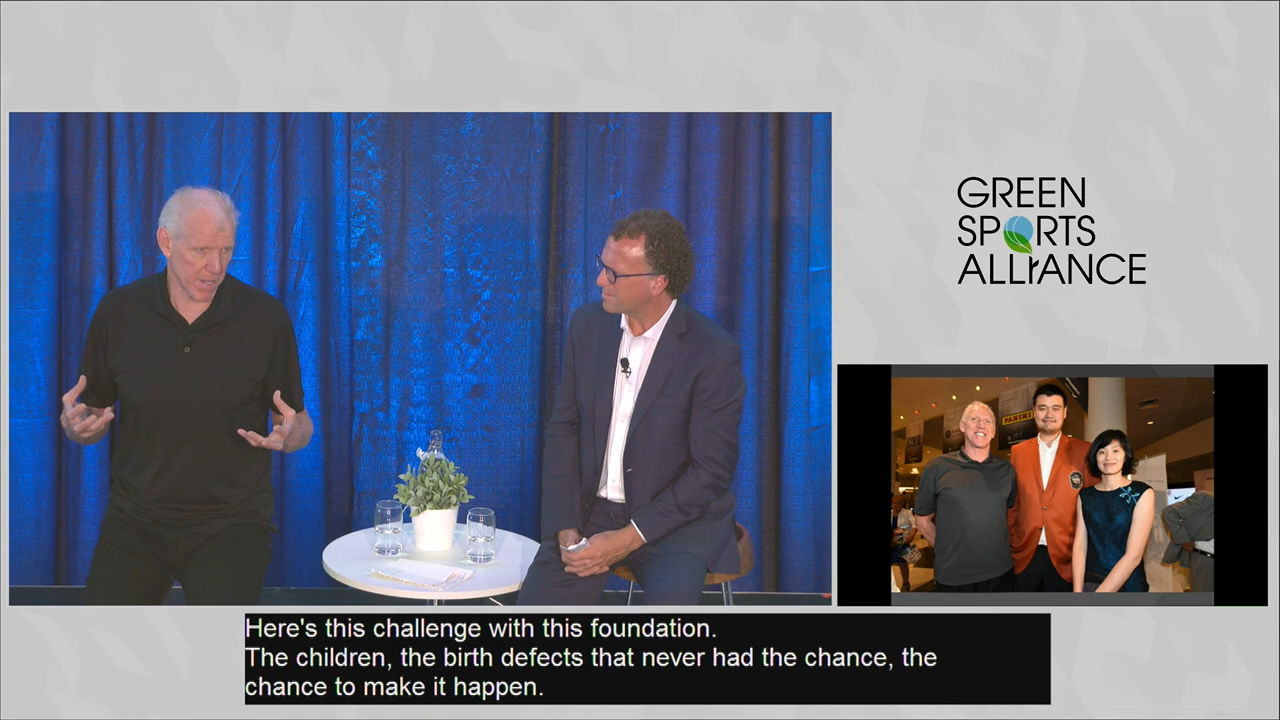 GREEN
SPORTS
ALLIANCE
PANINI
Here's this challenge with this foundation.
The children, the birth defects that never had the chance, the
chance to make it happen.